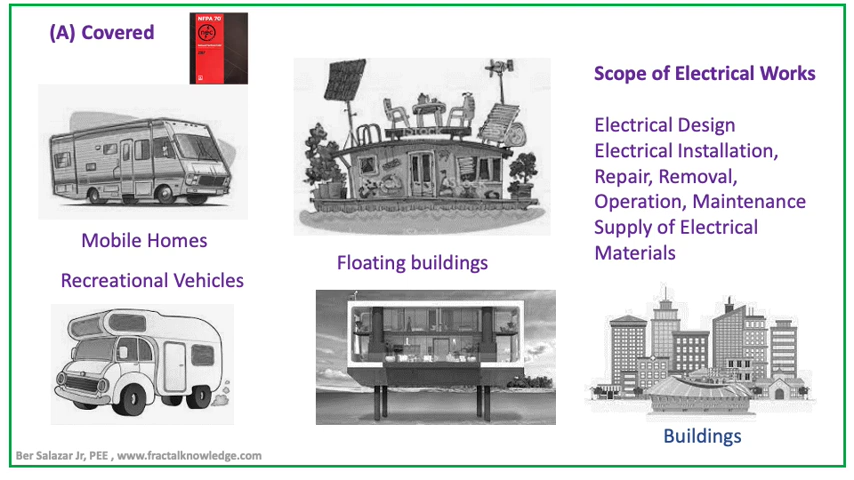 (A) Covered
NFPA 70
Scope of Electrical Works
Electrical Design
Electrical Installation,
Repair, Removal,
Operation, Maintenance
Supply of Electrical
Materials
Mobile Homes
Recreational Vehicles
Floating buildings
Buildings
Ber Salazar Jr, PEE , www.fractalknowledge.com